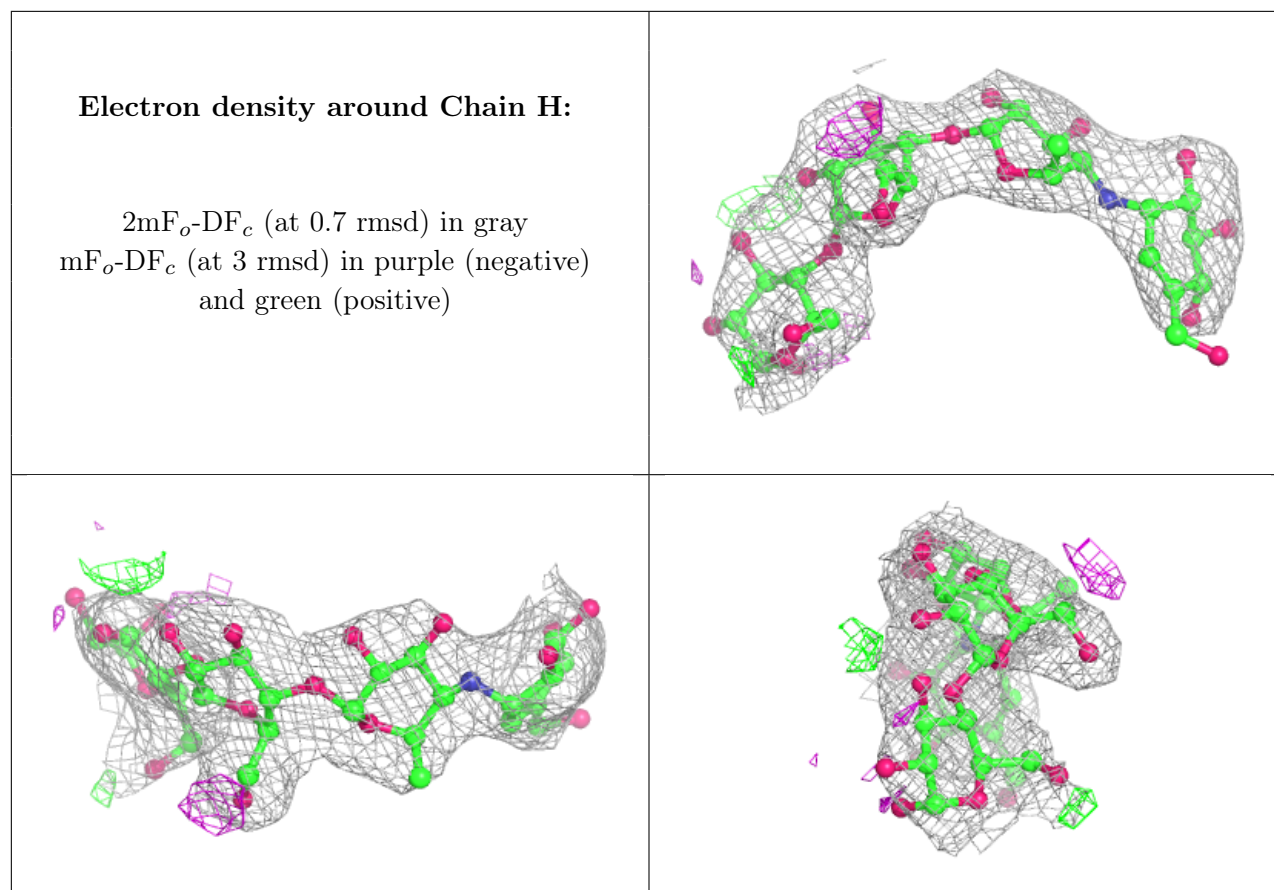 Electron density around Chain H:
2mFo-DFc (at 0.7 rmsd) in gray
mFo-DFc (at 3 rmsd) in purple (negative)
and green (positive)